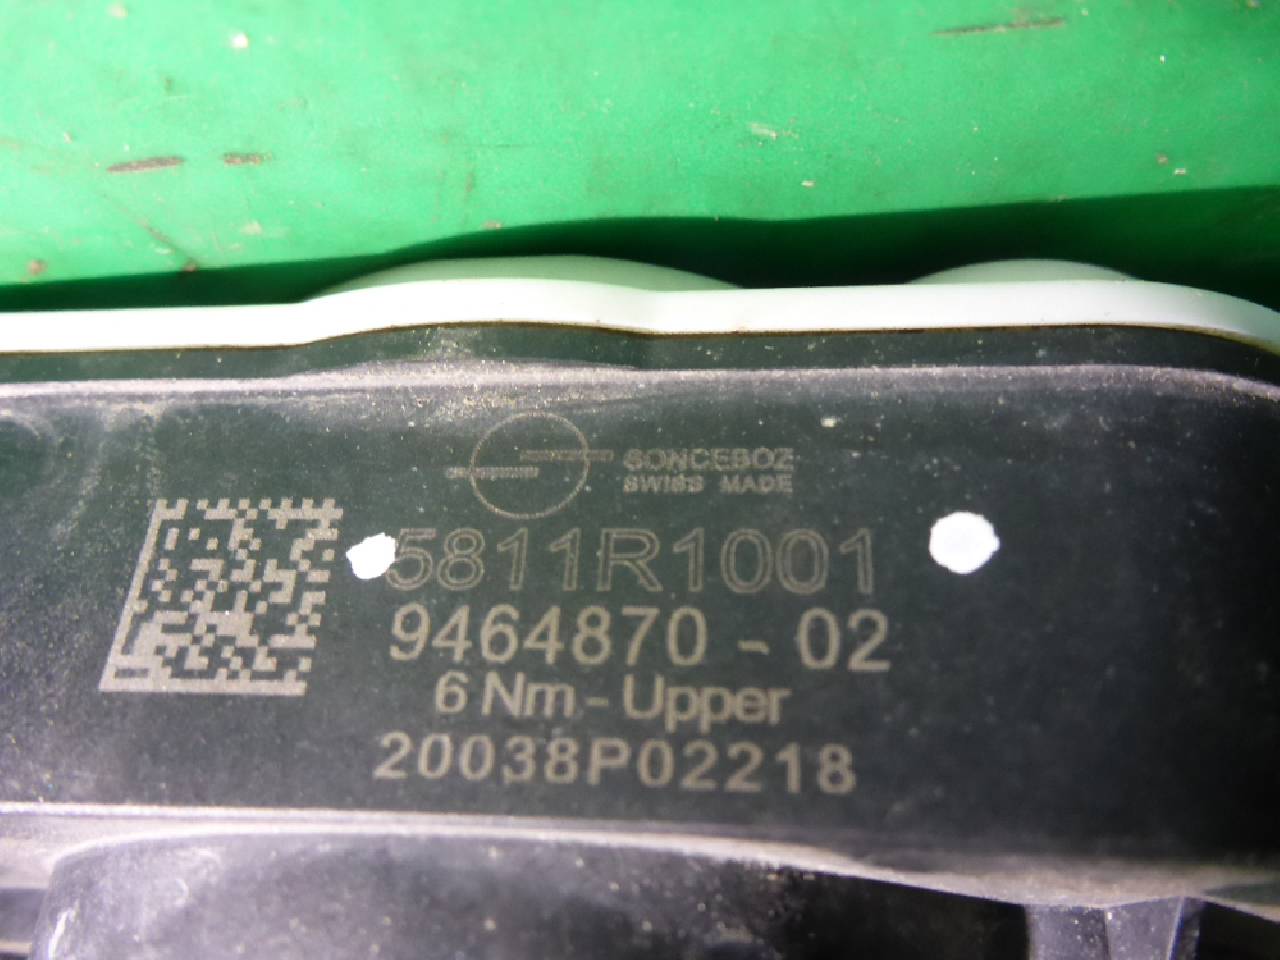 SONCEBOZ
SWISS MADE
5811R1001
9464870-02
6 Nm - Upper
20038P02218